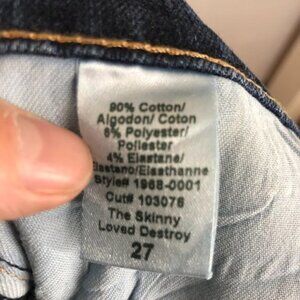 90% Cotton/
Algodon/ Coton
6% Polyester/
Poliester
4% Elastane/
Elastano/Elasthanne
Style# 1968-0001
Cut# 103076
The Skinny
Loved Destroy
27